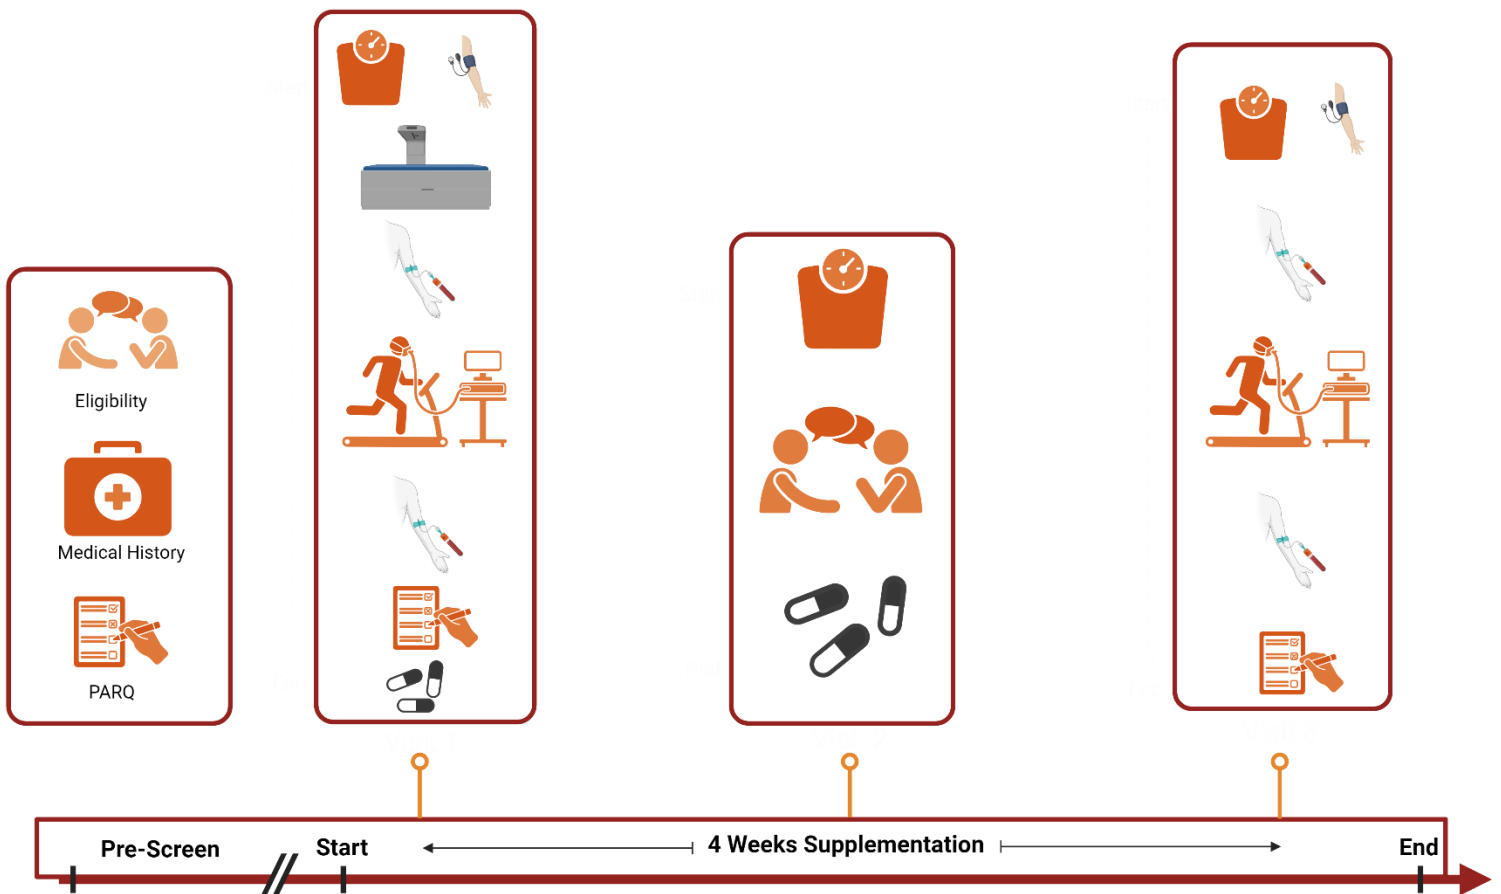 Eligibility
Medical History
PARQ
Pre-Screen
Start
4 Weeks Supplementation
End